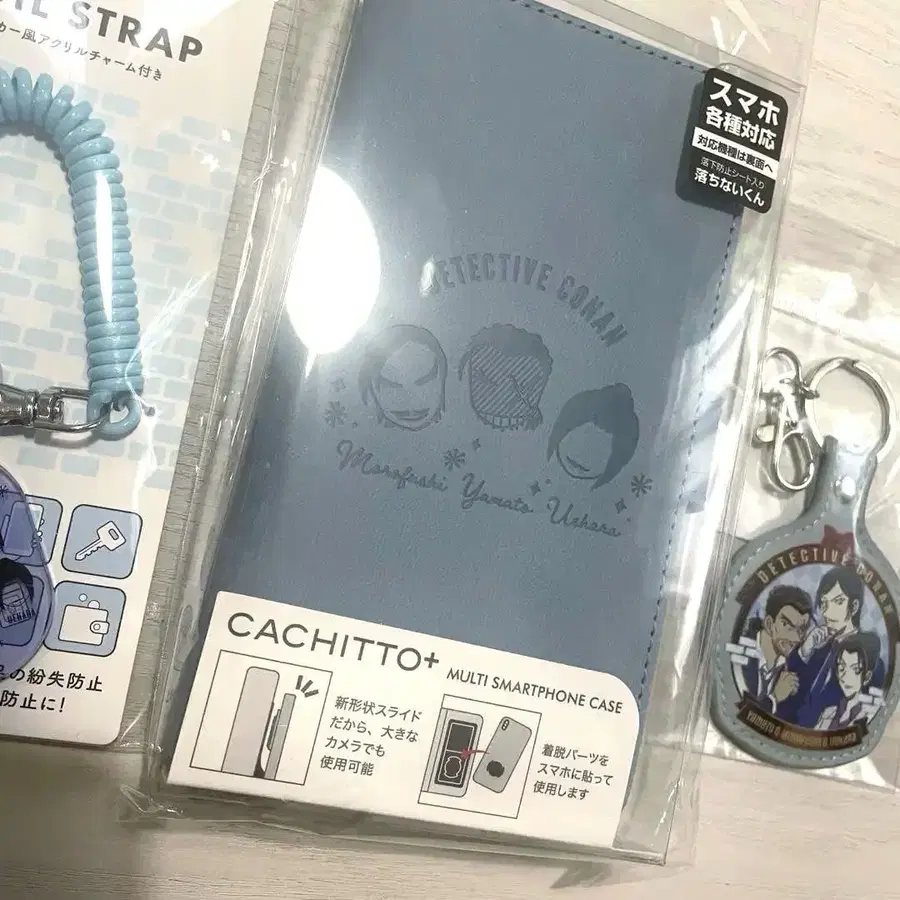 STRAP
カー風アクリルチャーム付き
の紛失防止
防止に!
UEHARA
スマホ
各種対応
対応機種は裏面へ
落下防止シート入り
落ちないくん
DETECTIVE CONAN
Morofushi Yamato Uehara
CACHITTO+
MULTI SMARTPHONE CASE
新形状スライド
だから、大きな
カメラでも
使用可能
着脱パーツを
スマホに貼って
使用します
DETECTIVE CONAN
YAMATO & MOROFUSHI & UEHARA